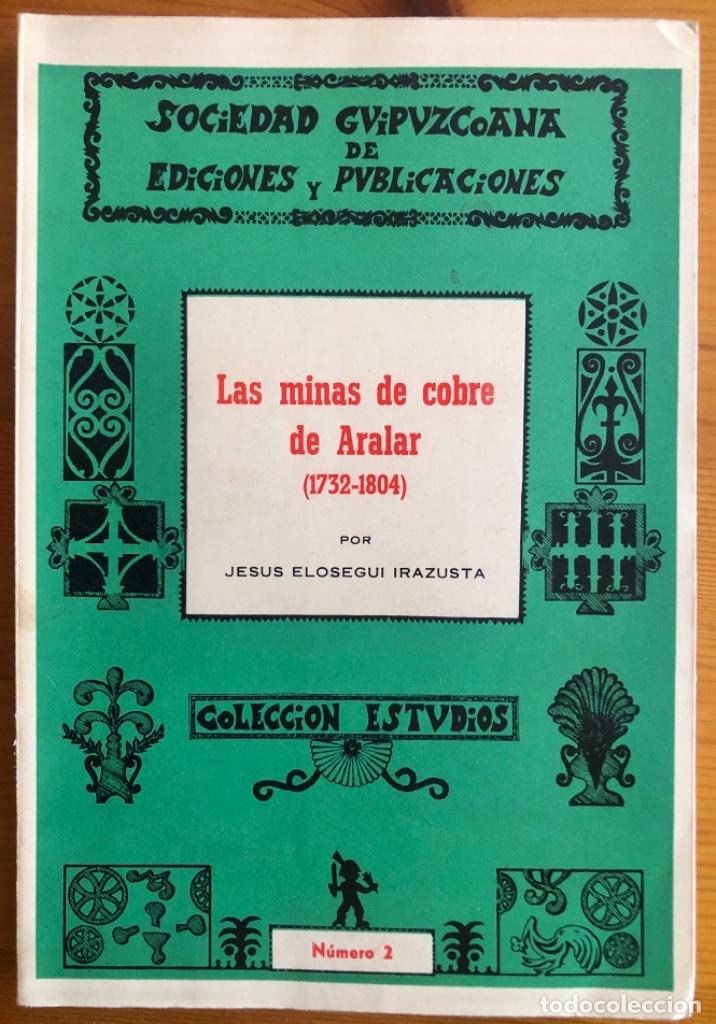 SOCiEDAD GViPVZCOANA
DE
EDiCiONES Y PVBLiCACiONES
Las minas de cobre
de Aralar
(1732-1804)
POR
JESUS ELOSEGUI IRAZUSTA
COLECCION ESTVDiOS
Número 2
todocoleccion